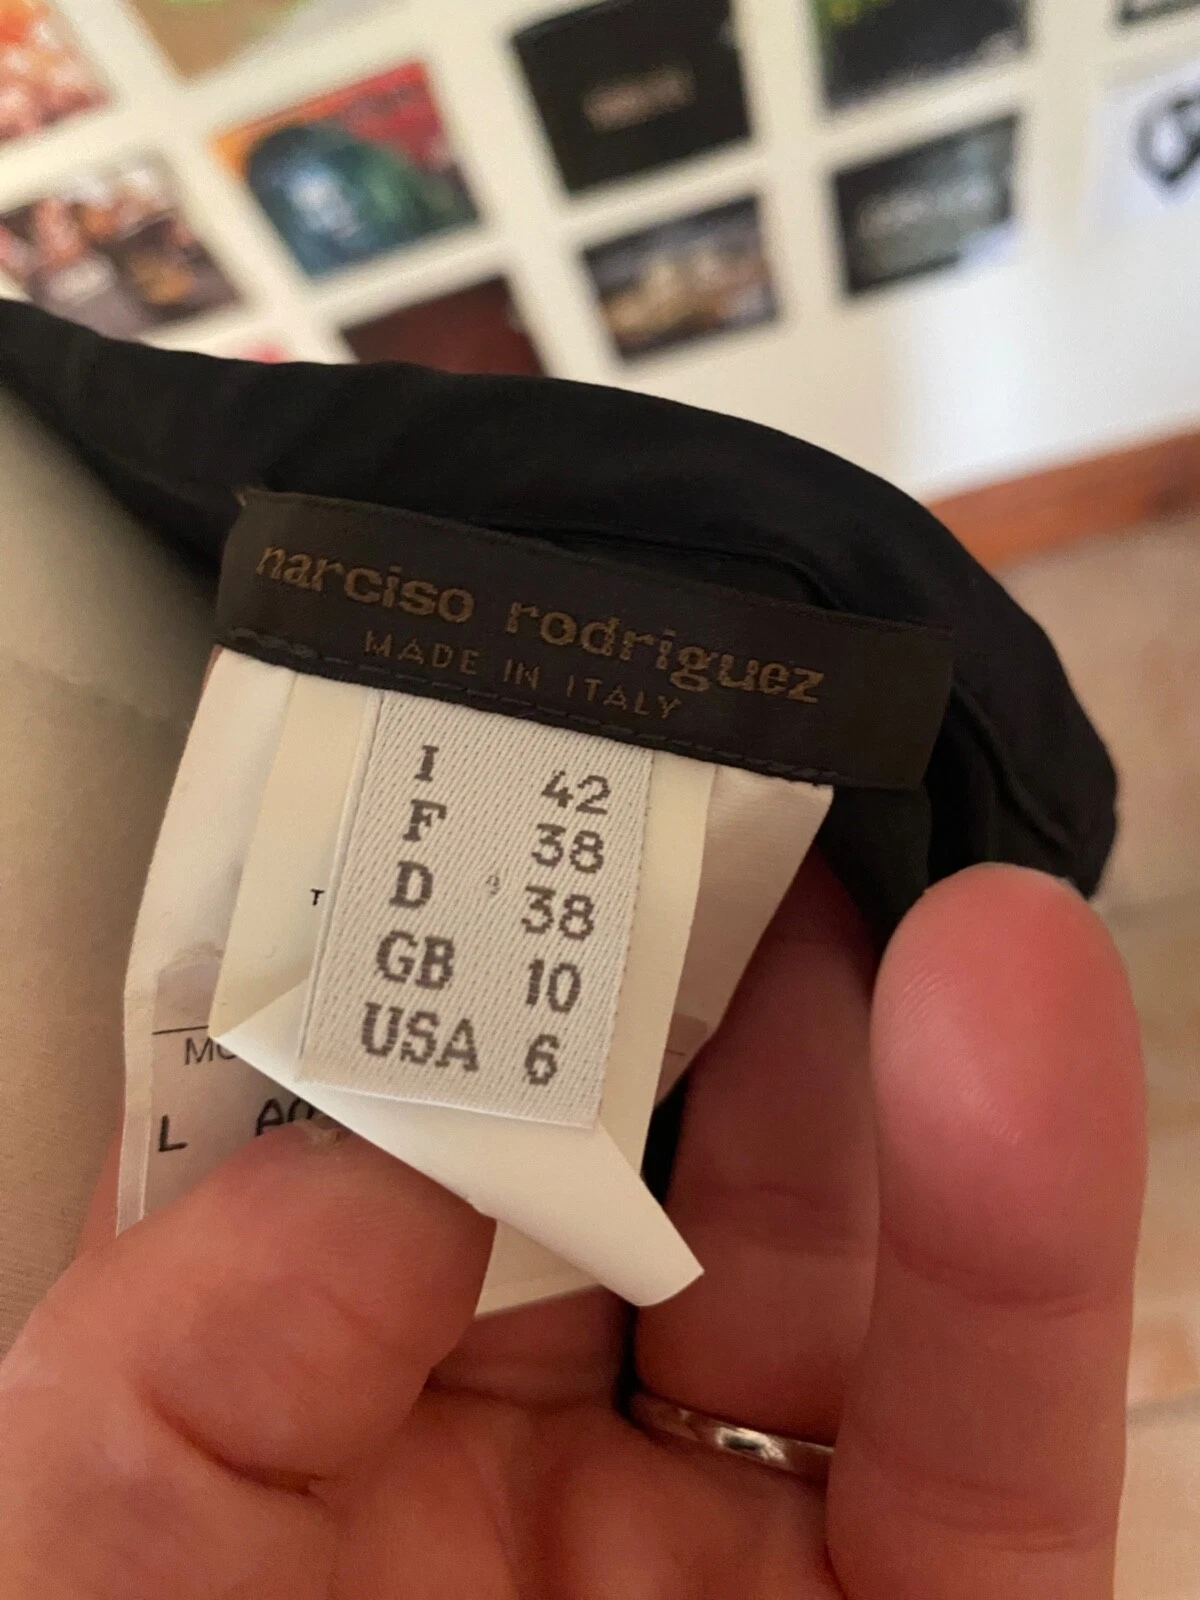 narciso rodriguez
MADE IN ITALY
I 42
F 38
D 38
GB 10
USA 6
T
L